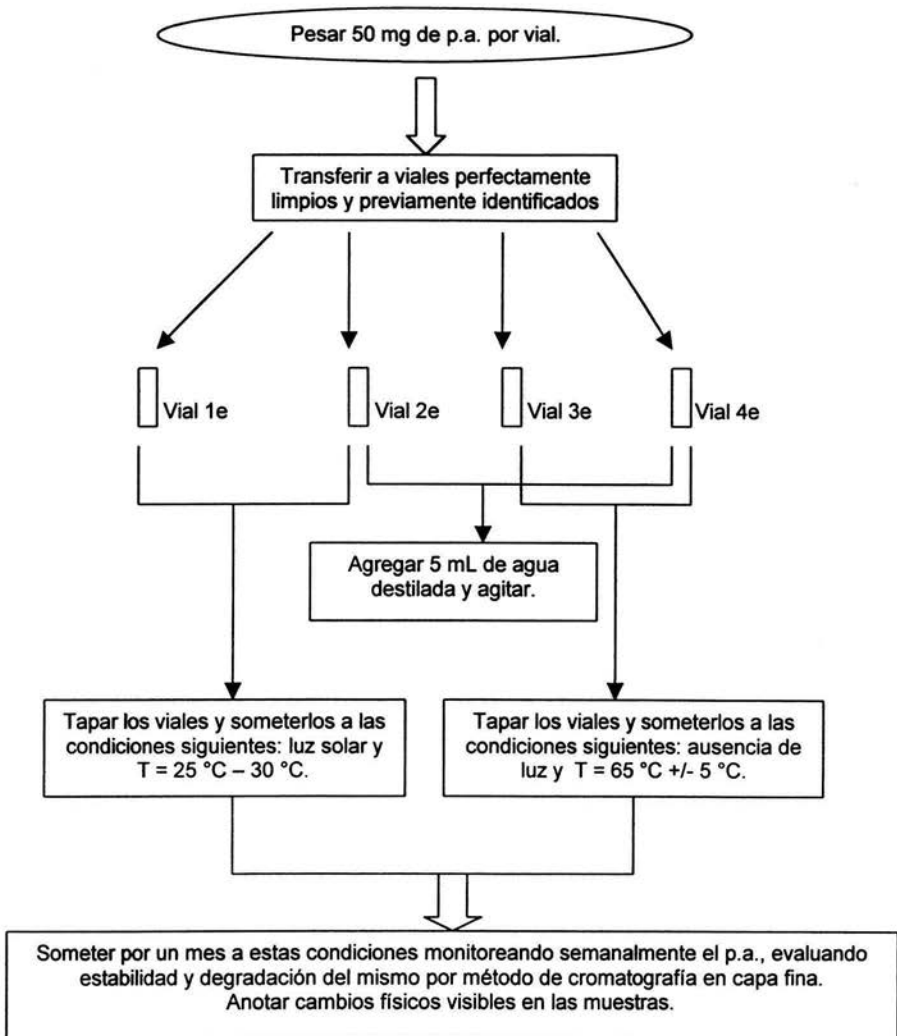 Pesar 50 mg de p.a. por vial.
Transferir a viales perfectamente
limpios y previamente identificados
Vial 1e
Vial 2e
Vial 3e
Vial 4e
Agregar 5 mL de agua
destilada y agitar.
Tapar los viales y someterlos a las
condiciones siguientes: luz solar y
T = 25 °C – 30 °C.
Tapar los viales y someterlos a las
condiciones siguientes: ausencia de
luz y T = 65 °C +/- 5 °C.
Someter por un mes a estas condiciones monitoreando semanalmente el p.a., evaluando
estabilidad y degradación del mismo por método de cromatografía en capa fina.
Anotar cambios físicos visibles en las muestras.